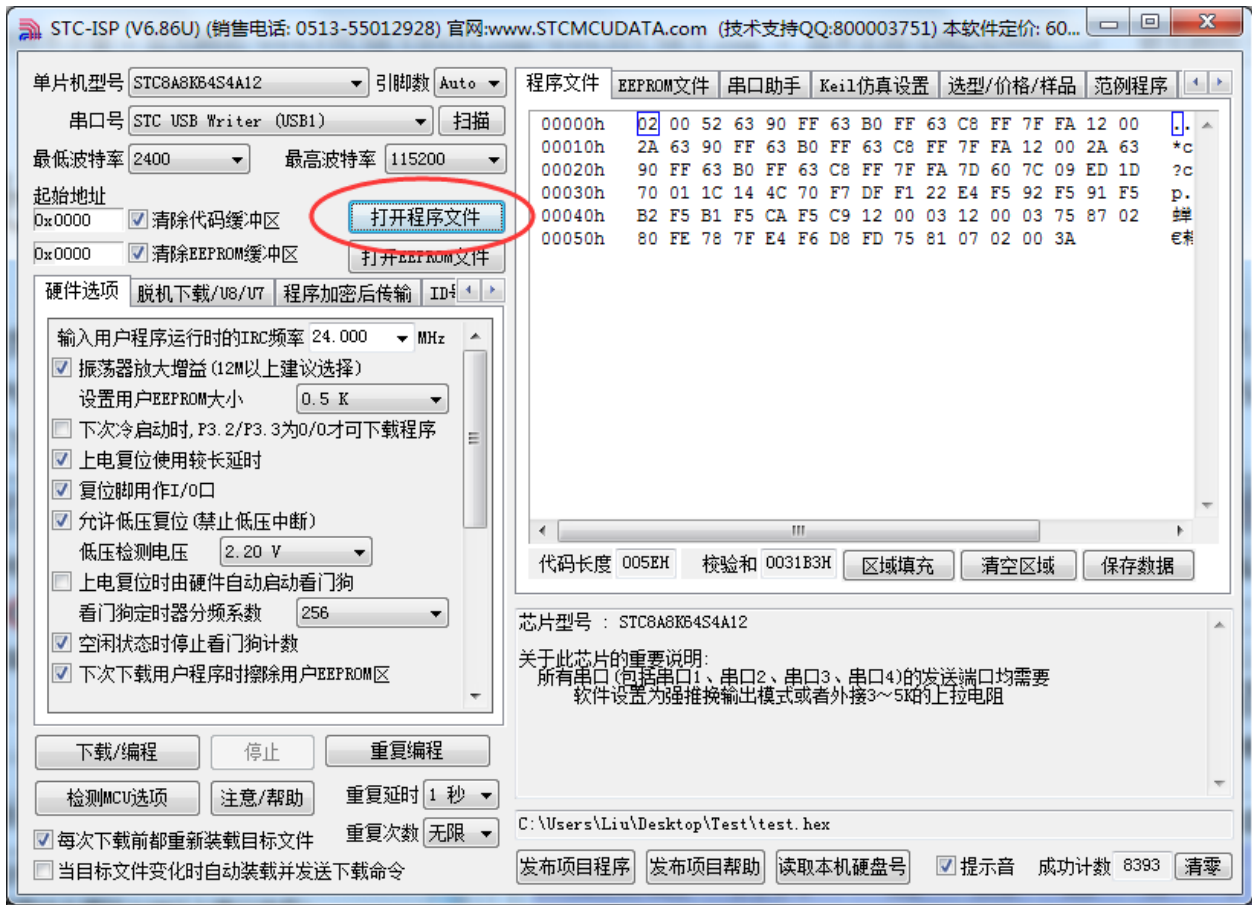 STC-ISP (V6.86U) (销售电话: 0513-55012928) 官网:www.STCMCUDATA.com (技术支持QQ:800003751) 本软件定价: 60...
单片机型号 STC8A8K64S4A12 引脚数 Auto
串口号 STC USB Writer (USB1) 扫描
最低波特率 2400 最高波特率 115200
起始地址
0x0000 清除代码缓冲区 打开程序文件
0x0000 清除EEPROM缓冲区 打开EEPROM文件
硬件选项 脱机下载/U8/U7 程序加密后传输
输入用户程序运行时的IRC频率 24.000 MHz
振荡器放大增益(12M以上建议选择)
设置用户EEPROM大小 0.5 K
下次冷启动时,P3.2/P3.3为0/0才可下载程序
上电复位使用较长延时
复位脚用作I/O口
允许低压复位(禁止低压中断)
低压检测电压 2.20 V
上电复位时由硬件自动启动看门狗
看门狗定时器分频系数 256
空闲状态时停止看门狗计数
下次下载用户程序时擦除用户EEPROM区
下载/编程 停止 重复编程
检测MCU选项 注意/帮助 重复延时 1 秒
每次下载前都重新装载目标文件 重复次数 无限
当目标文件变化时自动装载并发送下载命令
程序文件 EEPROM文件 串口助手 Keil仿真设置 选型/价格/样品 范例程序
00000h 02 00 52 63 90 FF 63 B0 FF 63 C8 FF 7F FA 12 00 ..
00010h 2A 63 90 FF 63 B0 FF 63 C8 FF 7F FA 12 00 2A 63 *c
00020h 90 FF 63 B0 FF 63 C8 FF 7F FA 7D 60 7C 09 ED 1D ?c
00030h 70 01 1C 14 4C 70 F7 DF F1 22 E4 F5 92 F5 91 F5 p.
00040h B2 F5 B1 F5 CA F5 C9 12 00 03 12 00 03 75 87 02 蝉
00050h 80 FE 78 7F E4 F6 D8 FD 75 81 07 02 00 3A
代码长度 005EH 校验和 0031B3H 区域填充 清空区域 保存数据
芯片型号 : STC8A8K64S4A12
关于此芯片的重要说明:
所有串口(包括串口1、串口2、串口3、串口4)的发送端口均需要
软件设置为强推挽输出模式或者外接3~5K的上拉电阻
C:\Users\Liu\Desktop\Test\test.hex
发布项目程序 发布项目帮助 读取本机硬盘号 提示音 成功计数 8393 清零